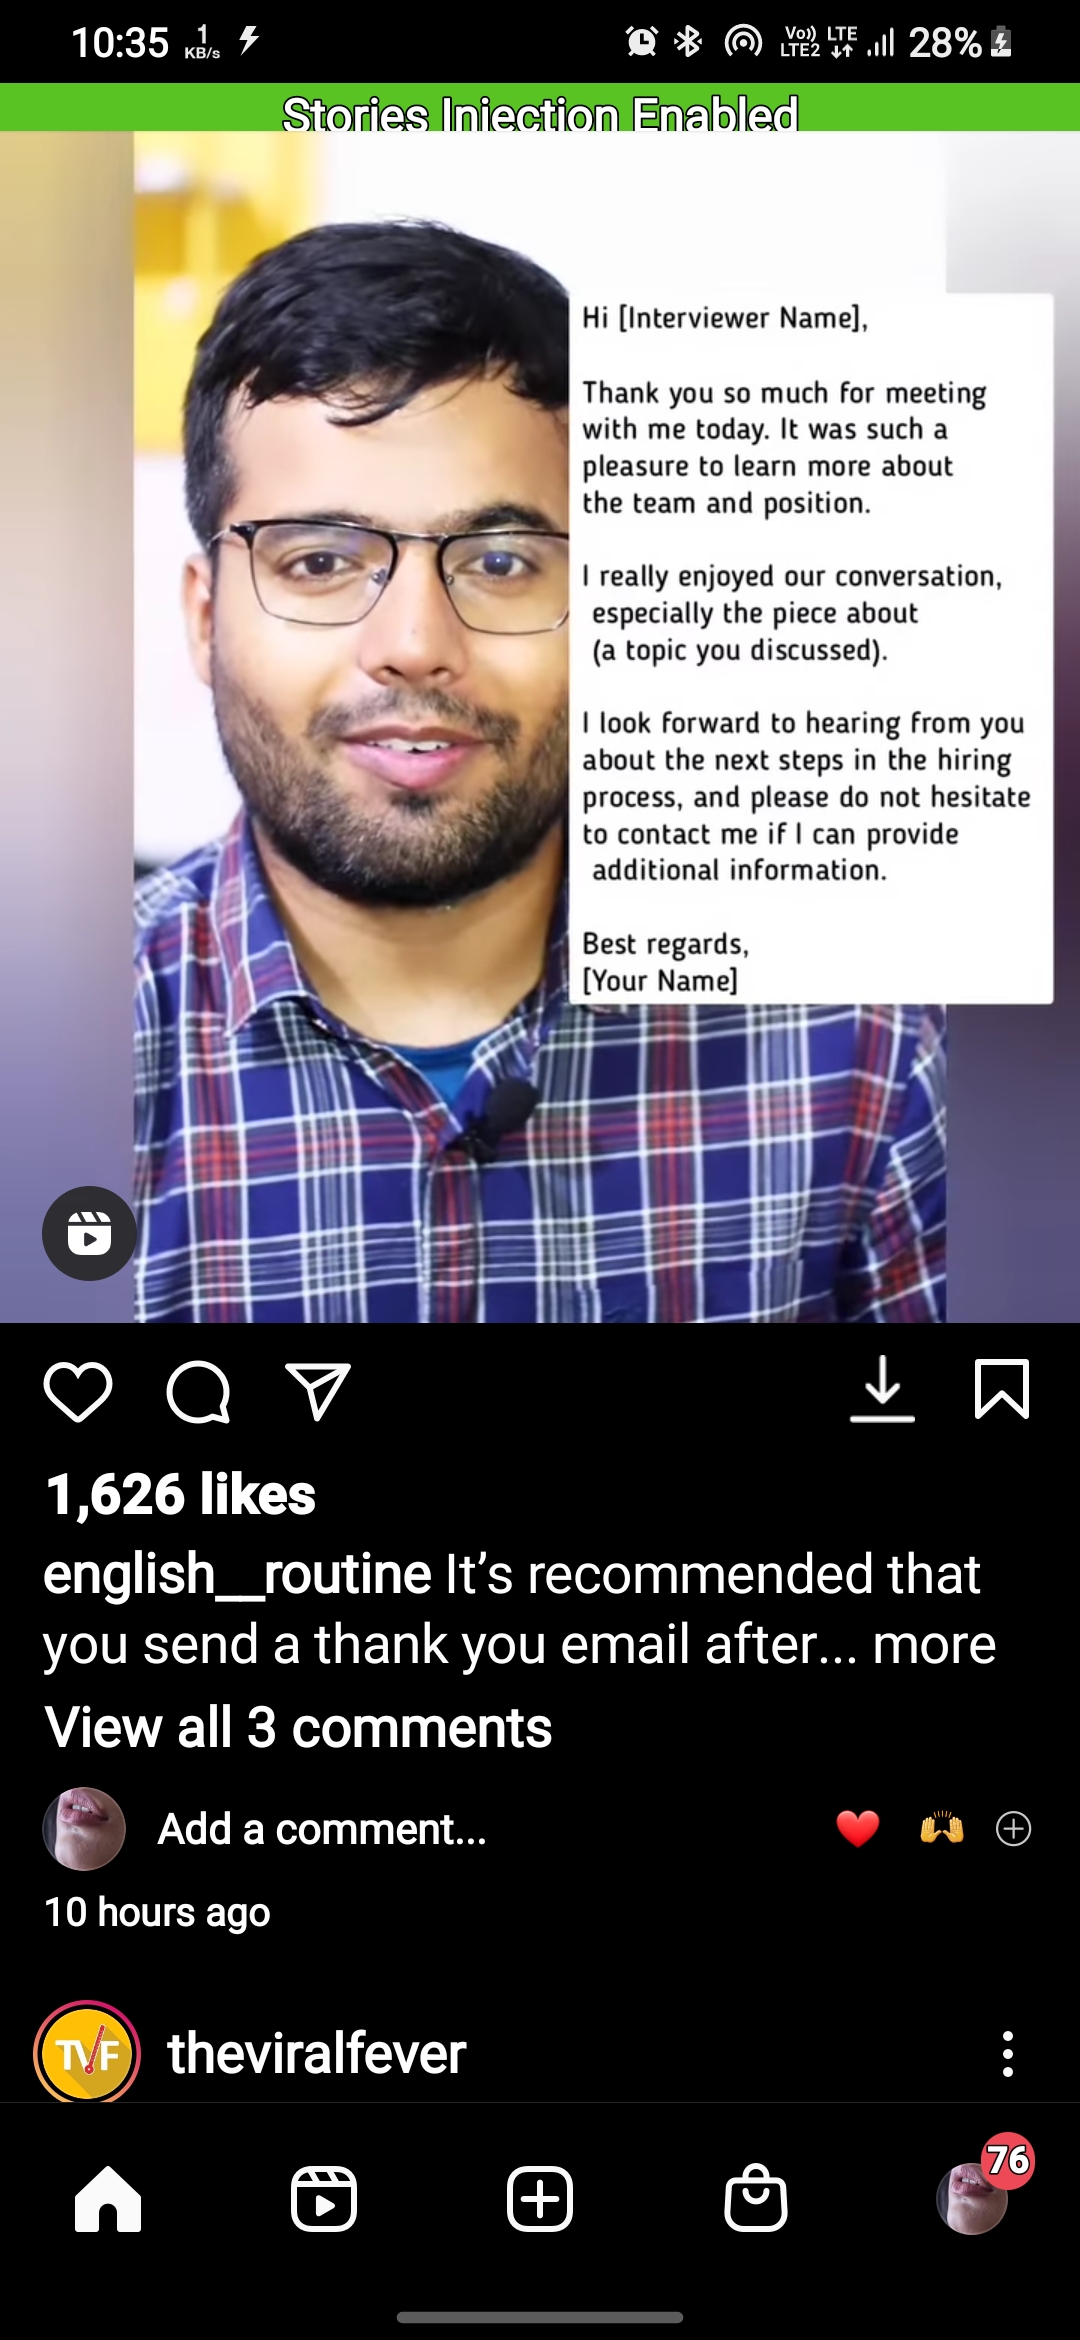 10:35 1 KB/s Vo)) LTE2 LTE 28%
Stories Injection Enabled
Hi [Interviewer Name],
Thank you so much for meeting
with me today. It was such a
pleasure to learn more about
the team and position.
I really enjoyed our conversation,
especially the piece about
(a topic you discussed).
I look forward to hearing from you
about the next steps in the hiring
process, and please do not hesitate
to contact me if I can provide
additional information.
Best regards,
[Your Name]
1,626 likes
english__routine It’s recommended that
you send a thank you email after... more
View all 3 comments
Add a comment...
10 hours ago
TVF theviralfever
76